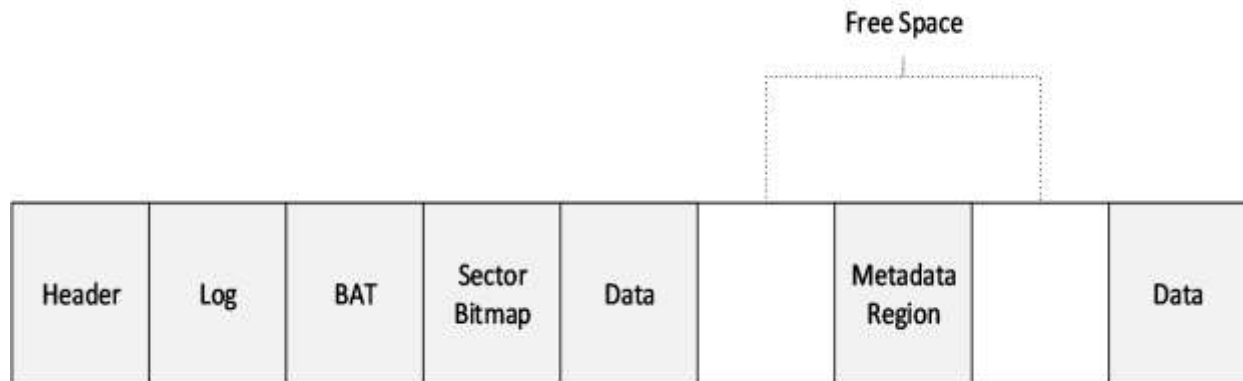 Free Space
Header
Log
BAT
Sector
Bitmap
Data
Metadata
Region
Data